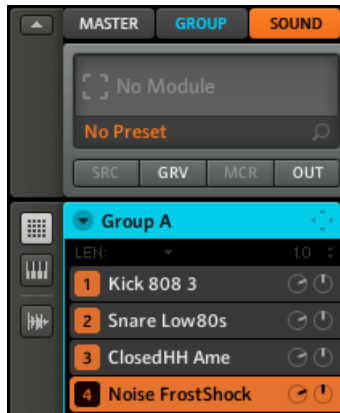 MASTER GROUP SOUND
No Module
No Preset
SRC GRV MCR OUT
Group A
LEN: 1.0
1 Kick 808 3
2 Snare Low80s
3 ClosedHH Ame
4 Noise FrostShock